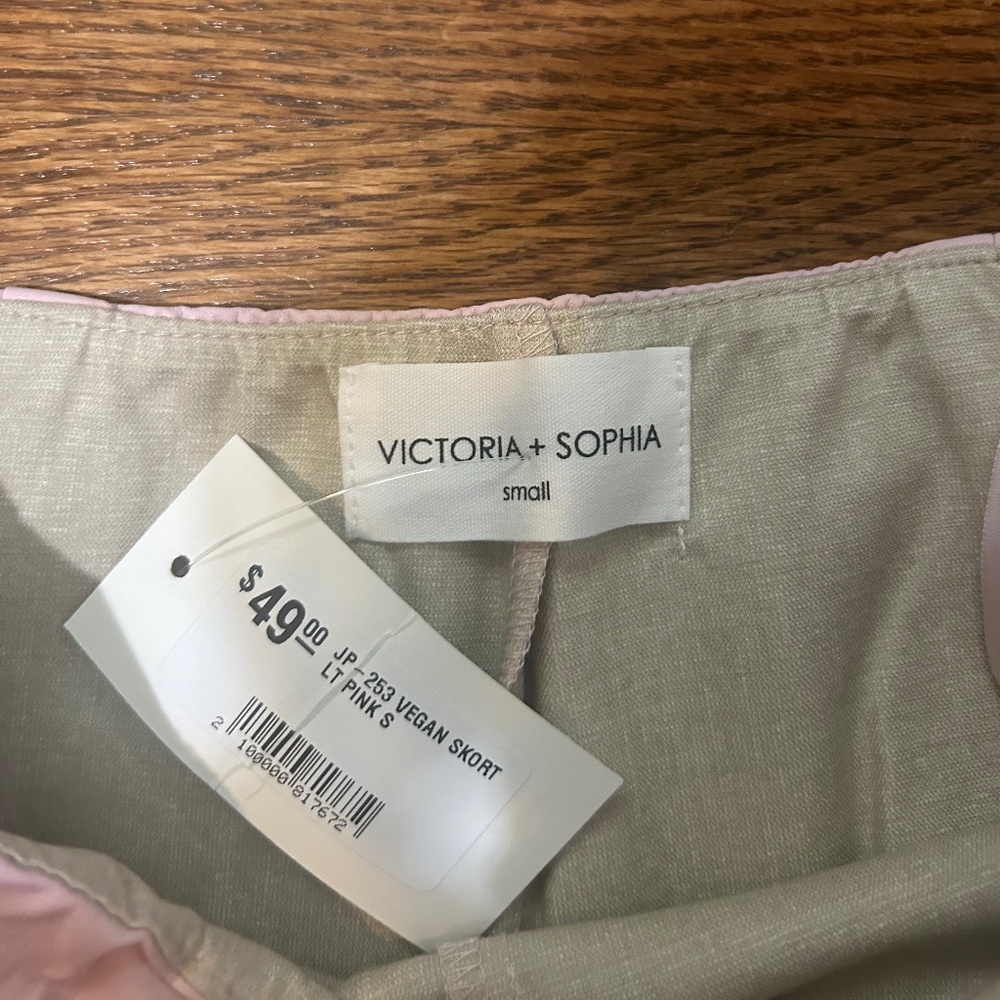 VICTORIA + SOPHIA
small
$49.00
JP-253 VEGAN SKORT
LT PINK S
2 100000 817672